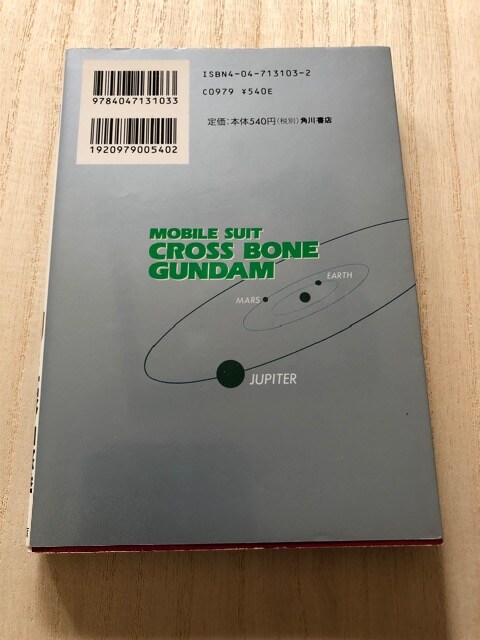 ISBN4-04-713103-2
C0979 ¥540E
9784047131033
定価:本体540円(税別)角川書店
1920979005402
MOBILE SUIT
CROSS BONE
GUNDAM
EARTH
MARS
JUPITER